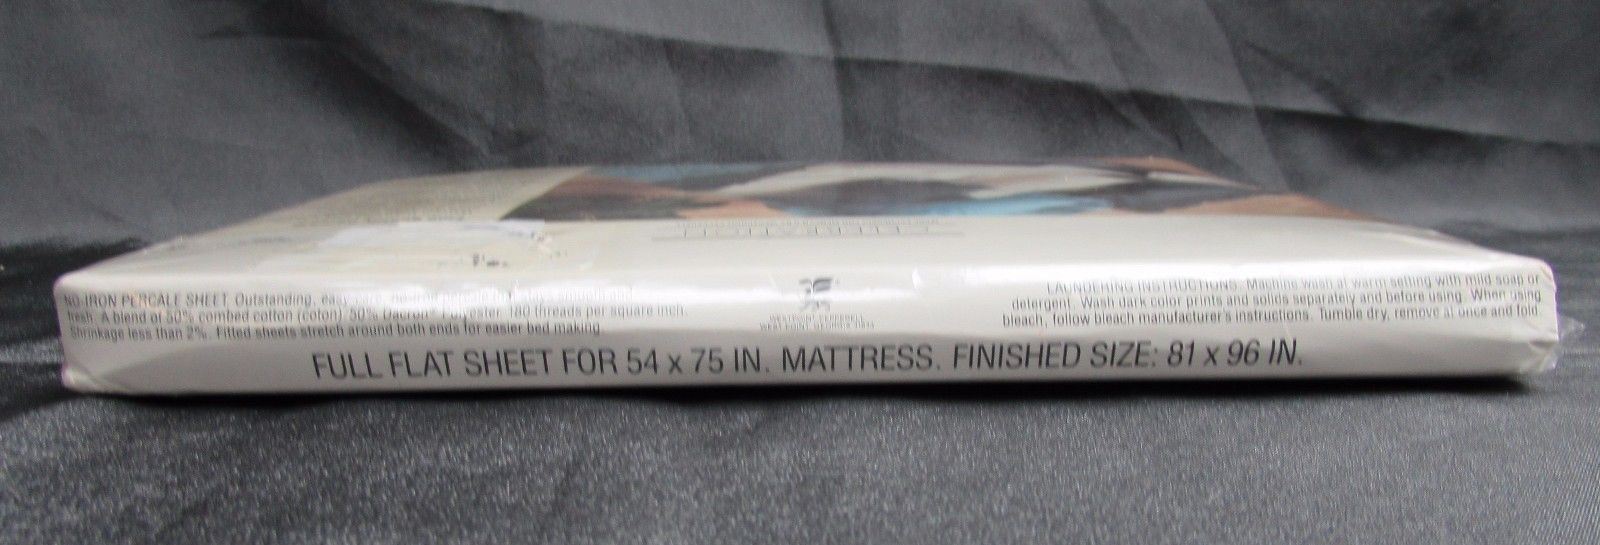 NO-IRON PERCALE SHEET. Outstanding, easy care,
fresh. A blend of 50% combed cotton (coton) 50% Dacron 180 threads per square inch.
Shrinkage less than 2%. Fitted sheets stretch around both ends for easier bed making.
WEST POINT, GEORGIA
LAUNDERING INSTRUCTIONS: Machine wash at warm setting with mild soap or
detergent. Wash dark color prints and solids separately and before using. When using
bleach, follow bleach manufacturer's instructions. Tumble dry, remove at once and fold.
FULL FLAT SHEET FOR 54 x 75 IN. MATTRESS. FINISHED SIZE: 81 x 96 IN.